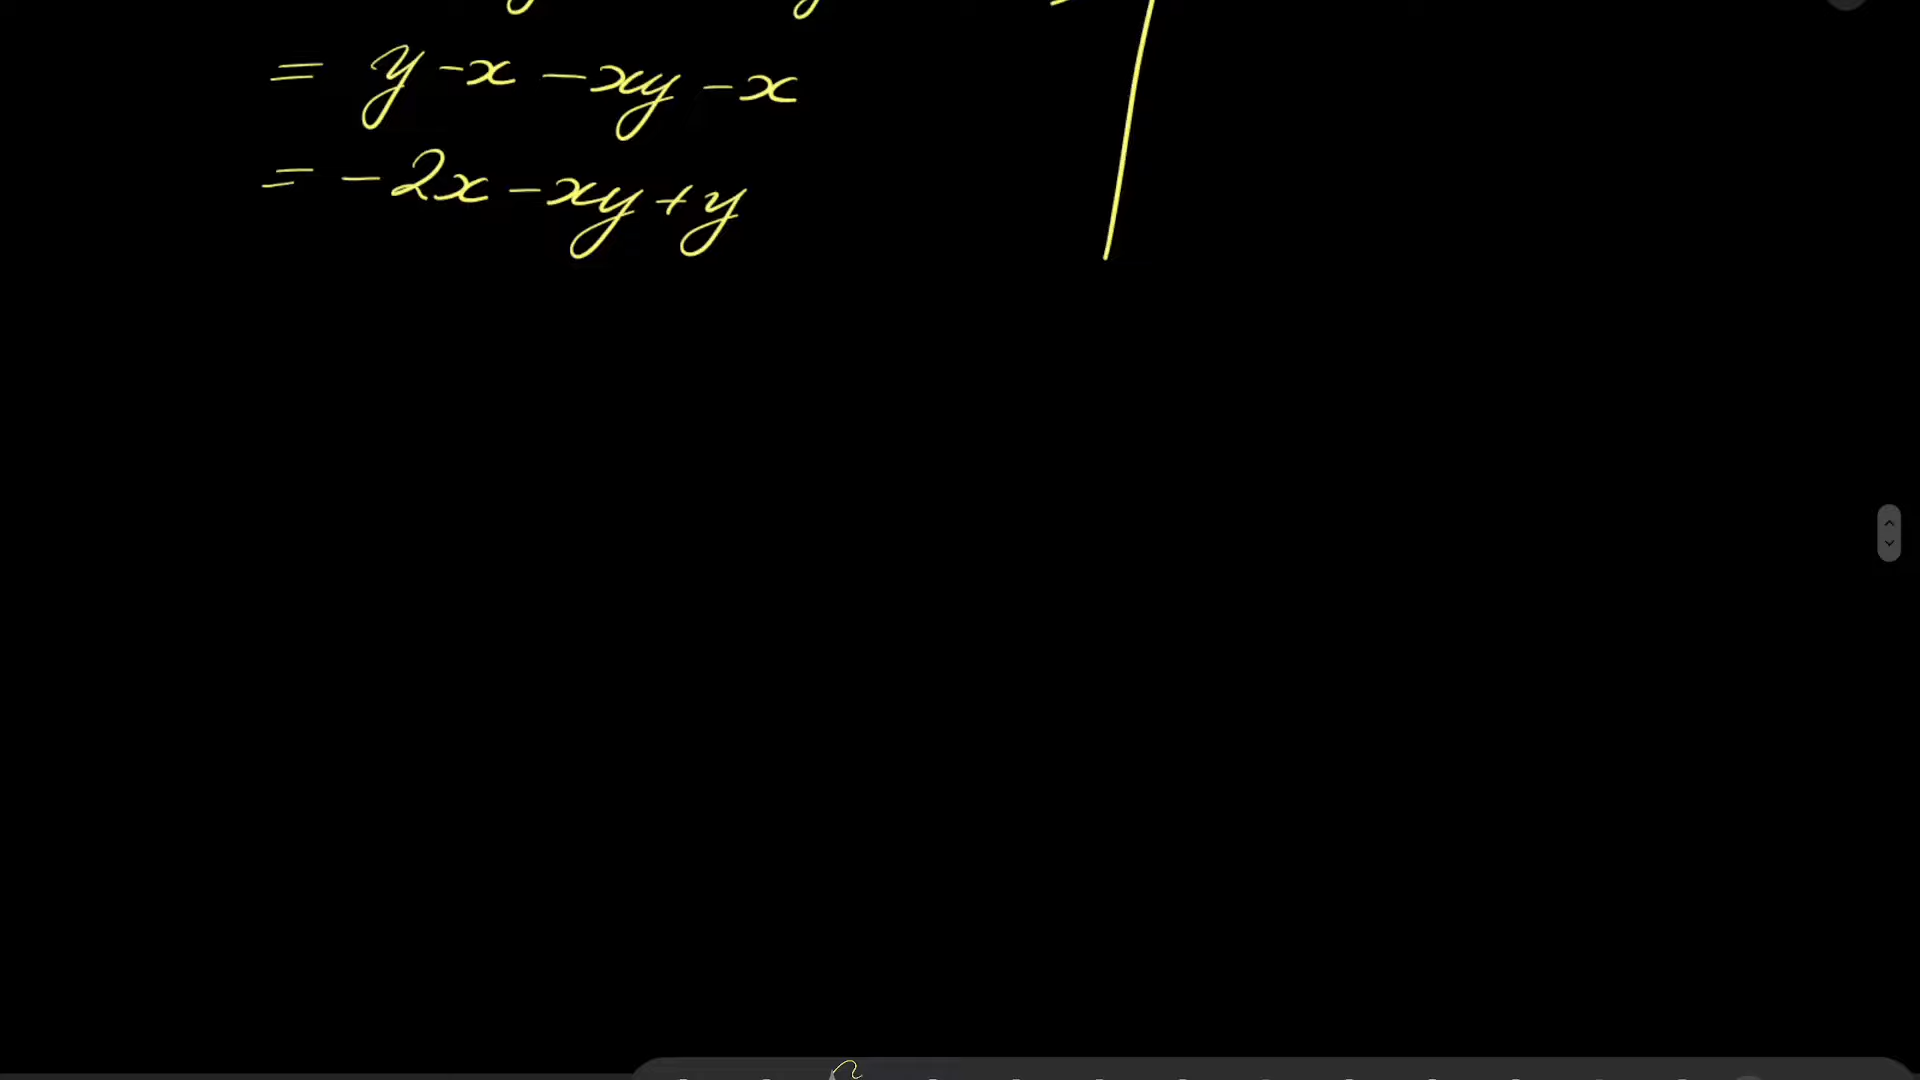 = y - x - xy - x
= - 2x - xy + y